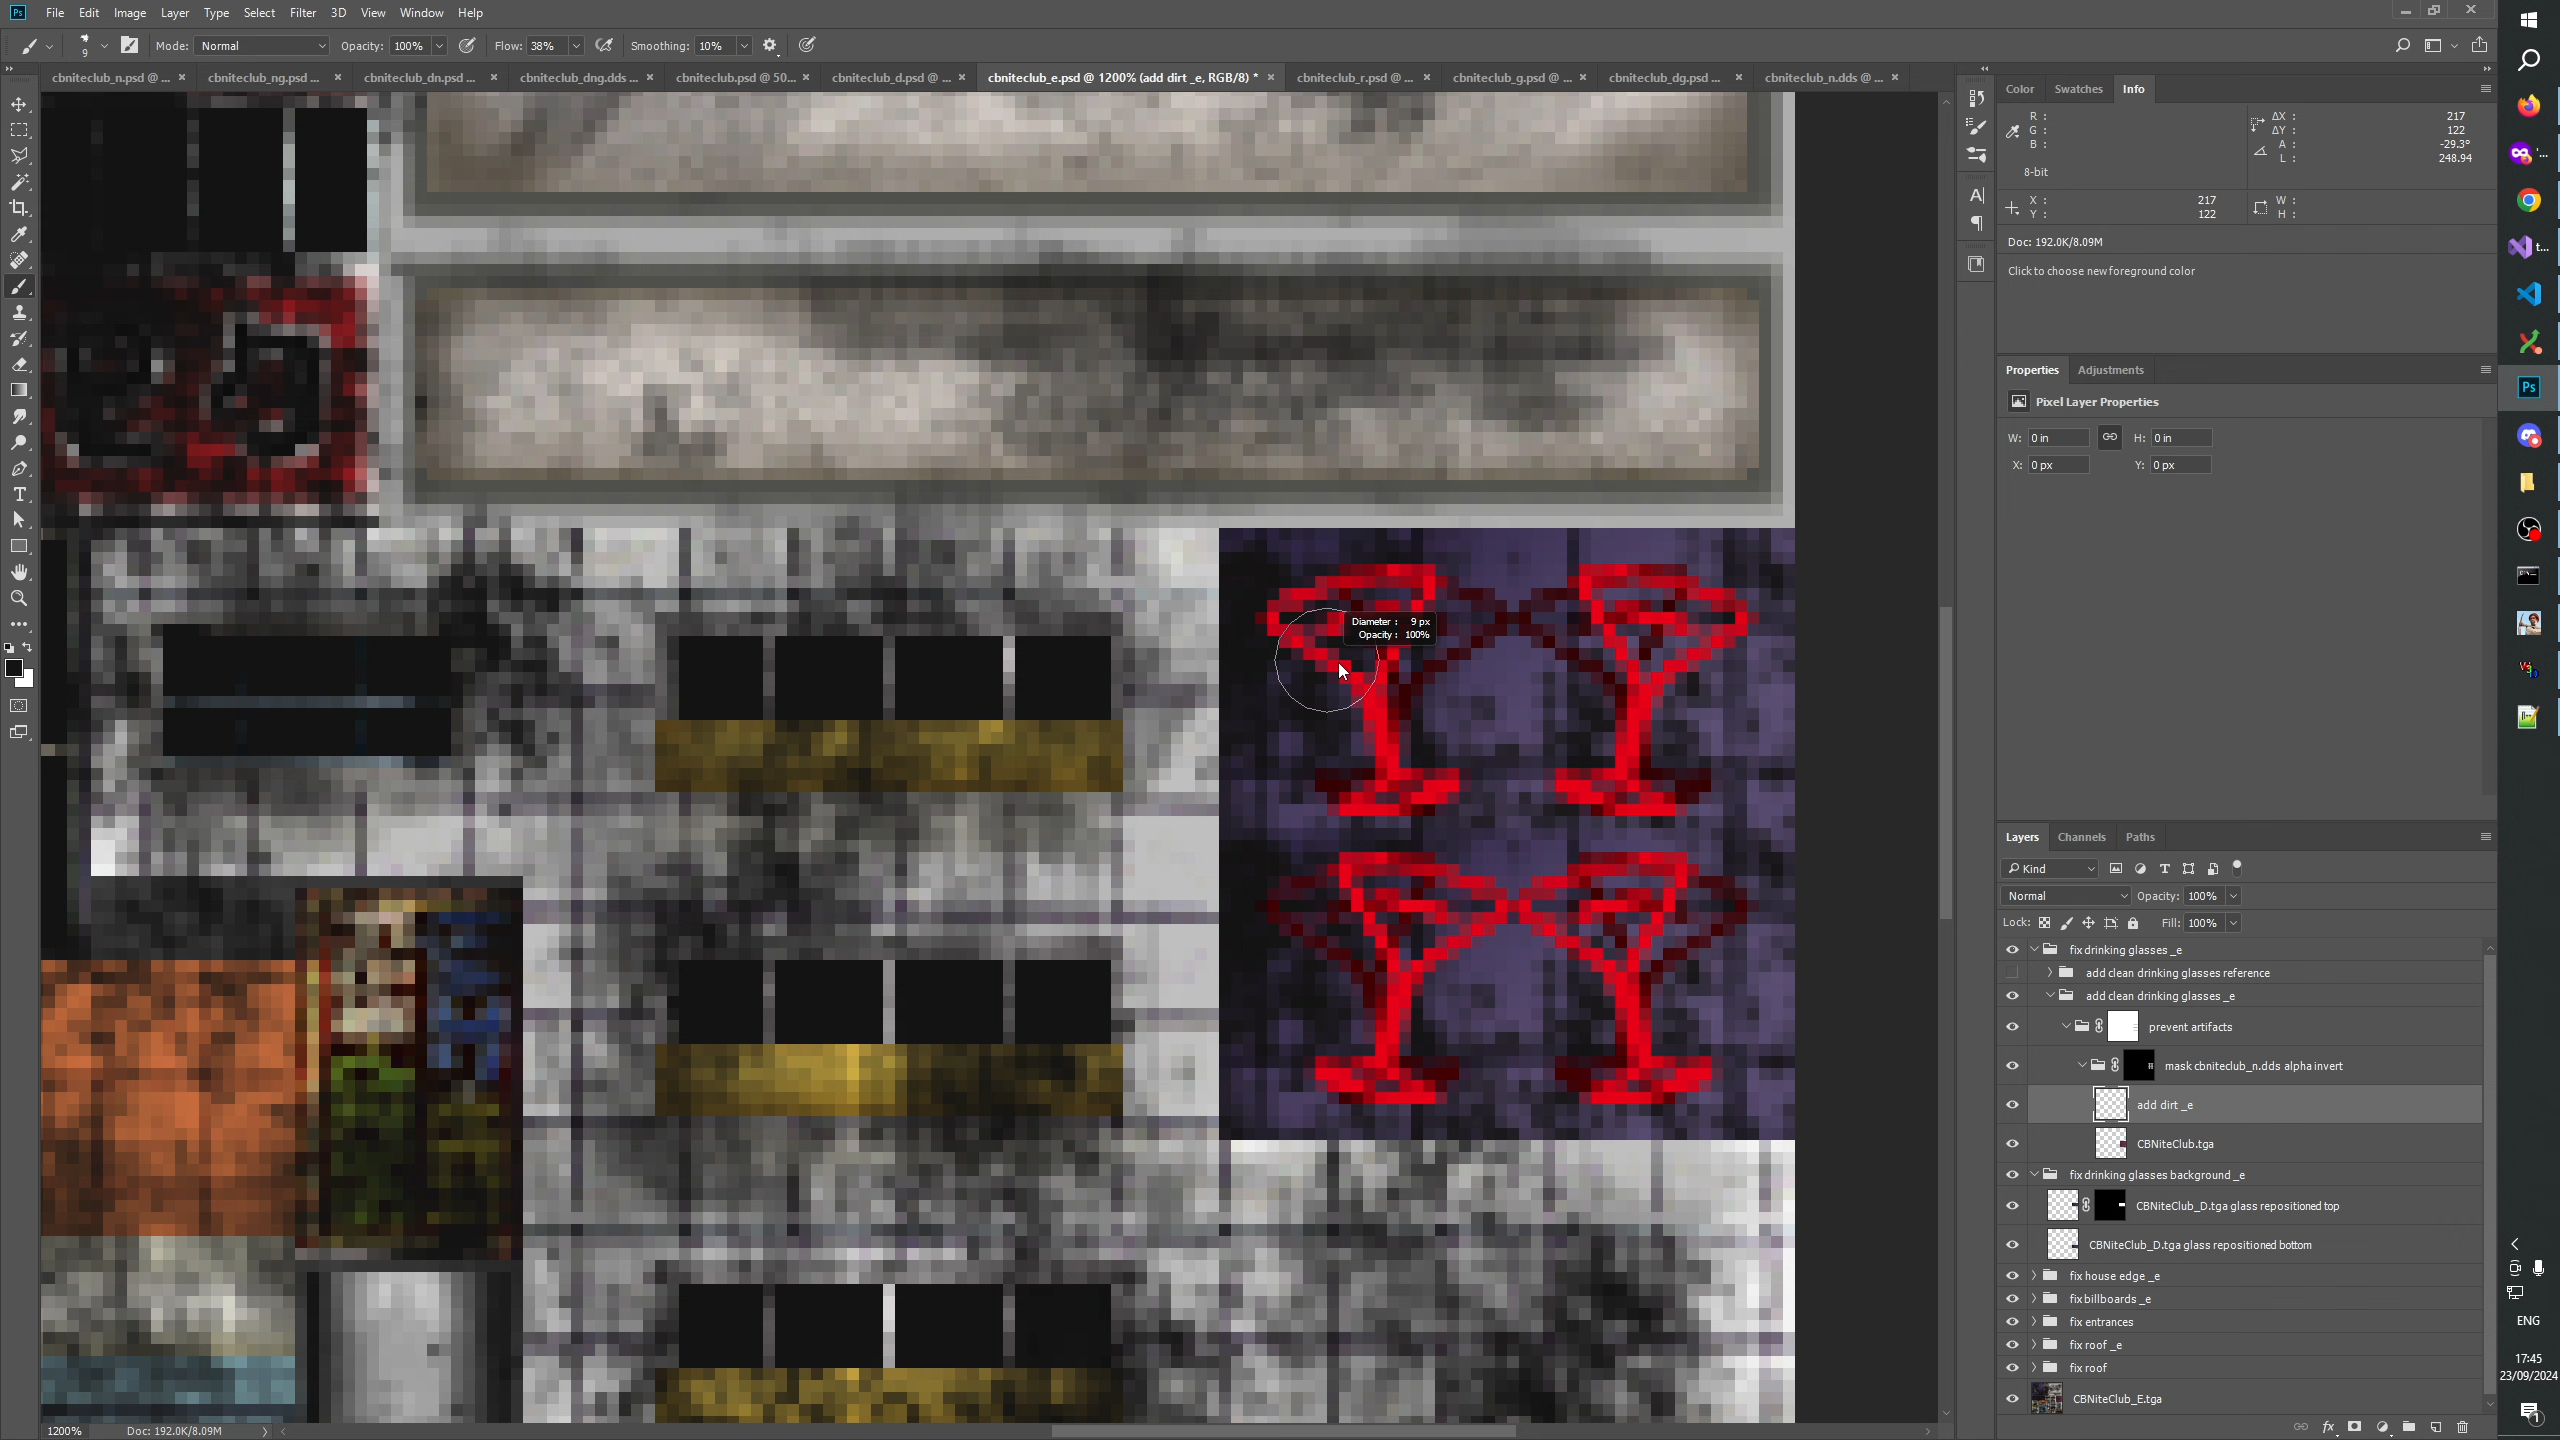 Ps File Edit Image Layer Type Select Filter 3D View Window Help
9 Mode: Normal Opacity: 100% Flow: 38% Smoothing: 10%
cbniteclub_n.psd @ ... × cbniteclub_ng.psd ... × cbniteclub_dn.psd ... × cbniteclub_dng.dds ... × cbniteclub.psd @ 50... × cbniteclub_d.psd @ ... × cbniteclub_e.psd @ 1200% (add dirt _e, RGB/8) * × cbniteclub_r.psd @ ... × cbniteclub_g.psd @ ... × cbniteclub_dg.psd ... × cbniteclub_n.dds @ ... ×
Color Swatches Info
R : ΔX : 217
G : ΔY : 122
B : A : -29.3°
L : 248.94
8-bit
X : 217 W :
Y : 122 H :
Doc: 192.0K/8.09M
Click to choose new foreground color
Properties Adjustments
Pixel Layer Properties
W: 0 in H: 0 in
X: 0 px Y: 0 px
Diameter : 9 px
Opacity : 100%
Layers Channels Paths
Kind
Normal Opacity: 100%
Lock: Fill: 100%
fix drinking glasses _e
add clean drinking glasses reference
add clean drinking glasses _e
prevent artifacts
mask cbniteclub_n.dds alpha invert
add dirt _e
CBNiteClub.tga
fix drinking glasses background _e
CBNiteClub_D.tga glass repositioned top
CBNiteClub_D.tga glass repositioned bottom
fix house edge _e
fix billboards _e
fix entrances
fix roof _e
fix roof
CBNiteClub_E.tga
1200% Doc: 192.0K/8.09M
Ps
ENG
17:45
23/09/2024
1